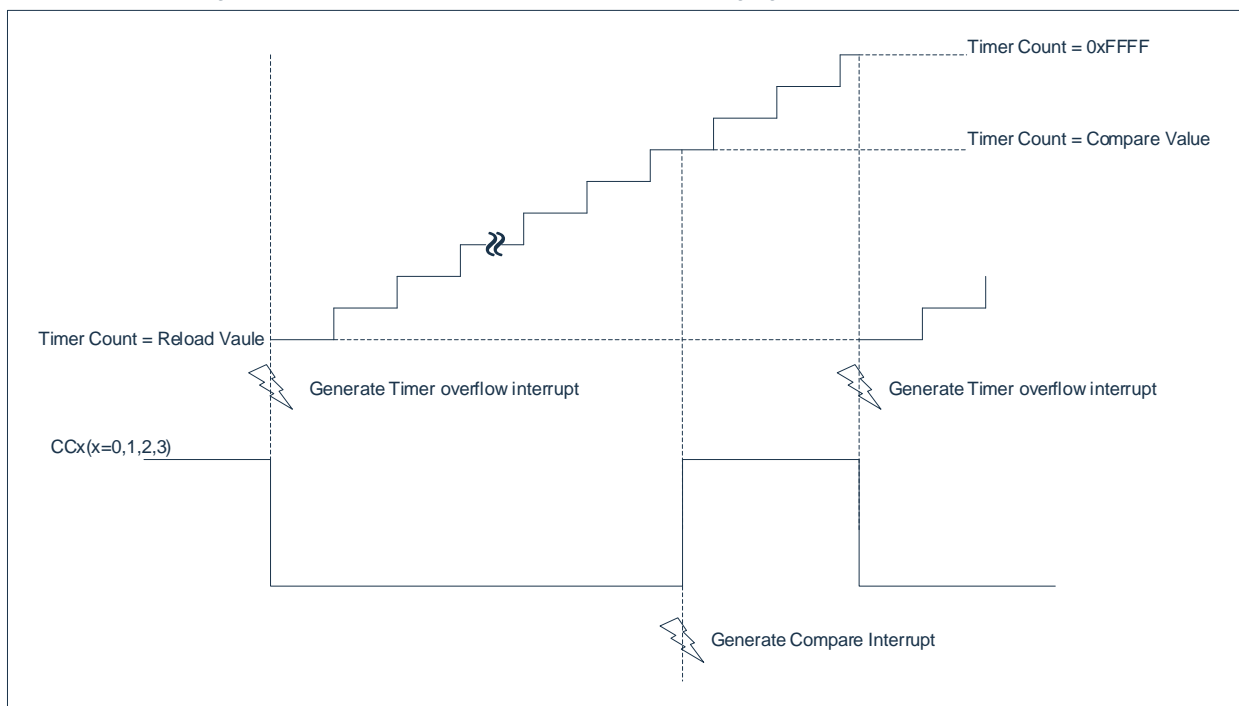 Timer Count = 0xFFFF
Timer Count = Compare Value
Timer Count = Reload Vaule
Generate Timer overflow interrupt
Generate Timer overflow interrupt
CCx(x=0,1,2,3)
Generate Compare Interrupt